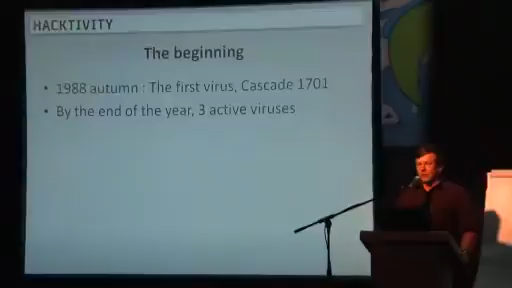 HACKTIVITY
The beginning
• 1988 autumn : The first virus, Cascade 1701
• By the end of the year, 3 active viruses